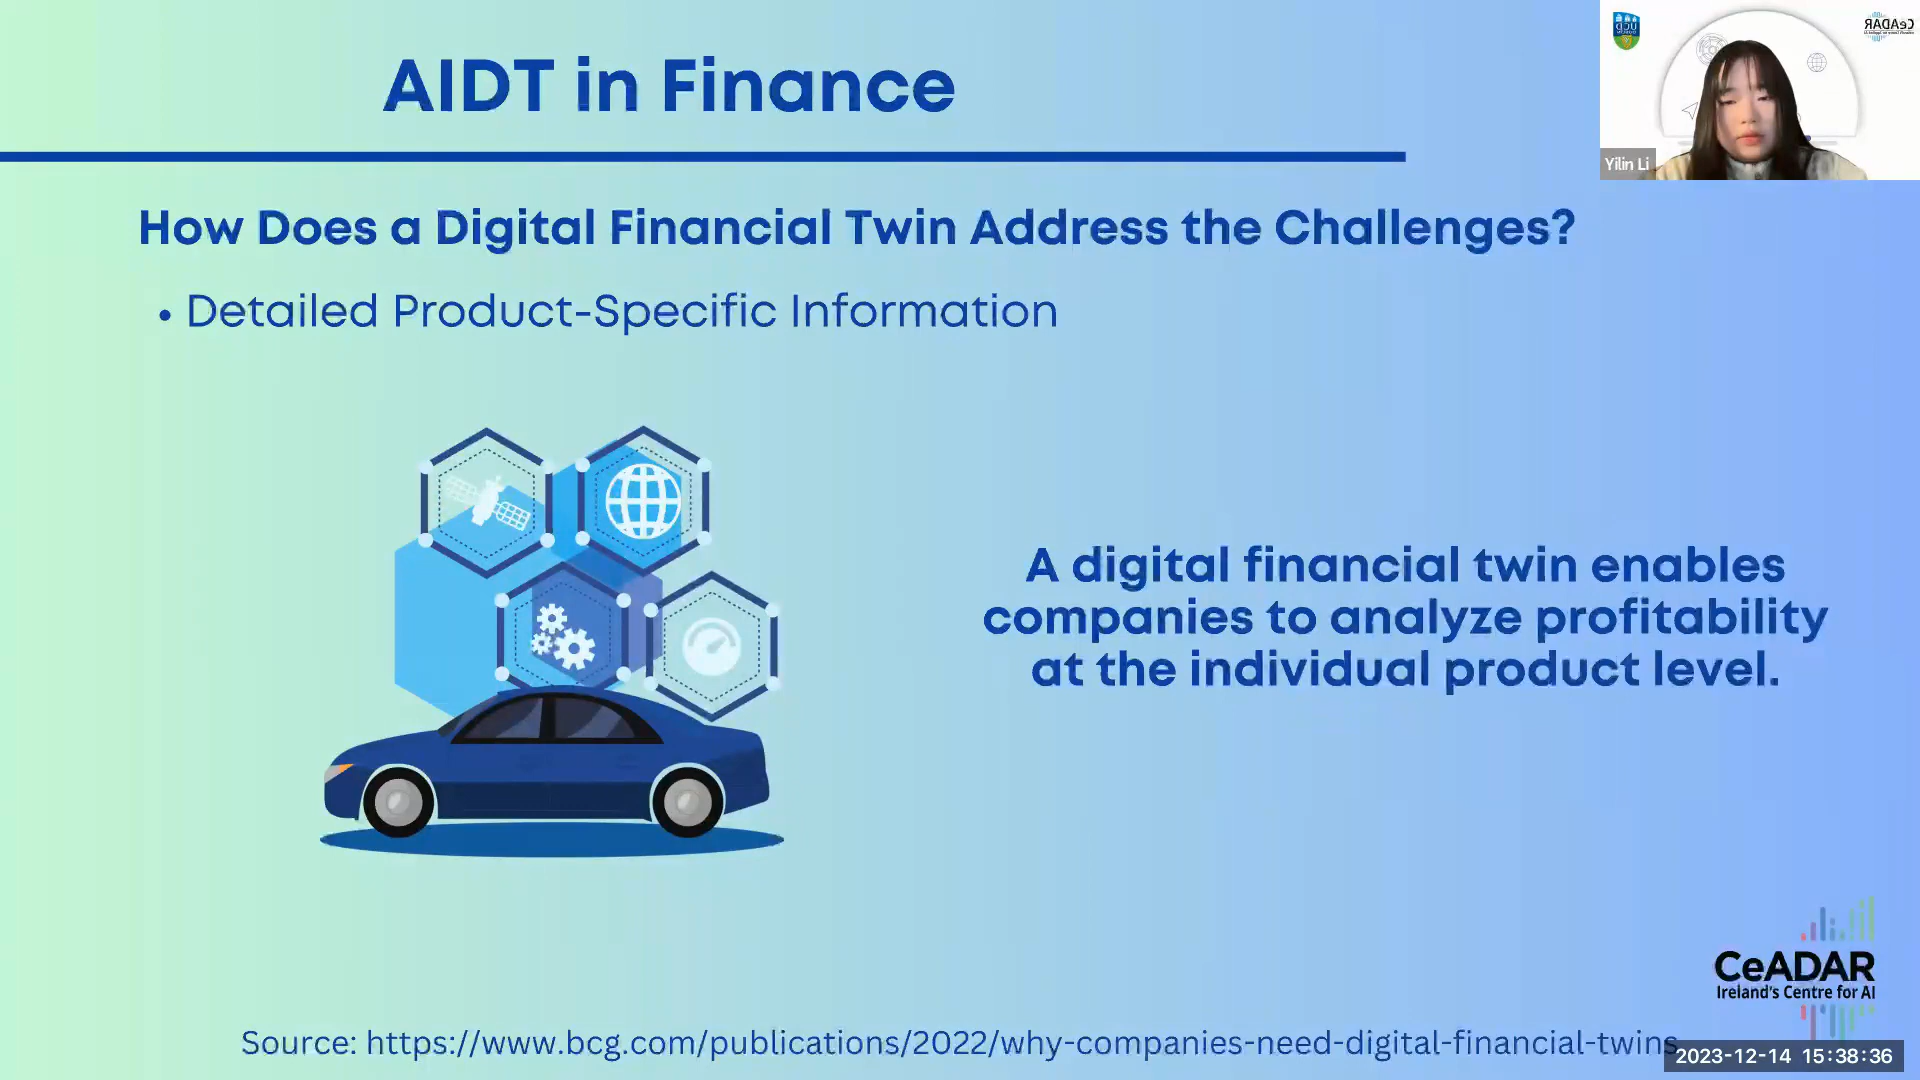 AIDT in Finance
How Does a Digital Financial Twin Address the Challenges?
• Detailed Product-Specific Information
A digital financial twin enables
companies to analyze profitability
at the individual product level.
Yilin Li
UCD
CeADAR
CeADAR
Ireland's Centre for AI
Source: https://www.bcg.com/publications/2022/why-companies-need-digital-financial-twins
2023-12-14 15:38:36